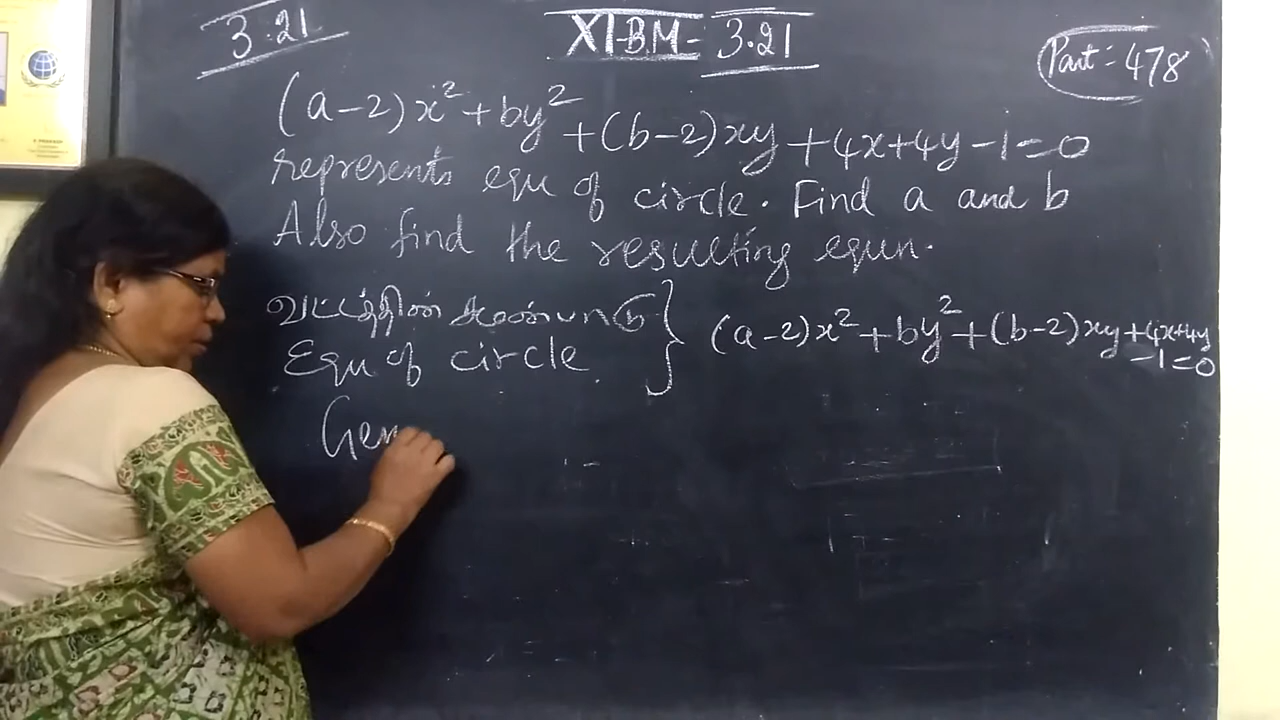 3.21
XI-B.M- 3.21
Part:- 478
(a-2)x²+by²+(b-2)xy+4x+4y-1=0
represents equ of circle. Find a and b
Also find the resulting equn.
வட்டத்தின் சமன்பாடு
Equ of circle } (a-2)x²+by²+(b-2)xy+4x+4y
-1=0
Gen